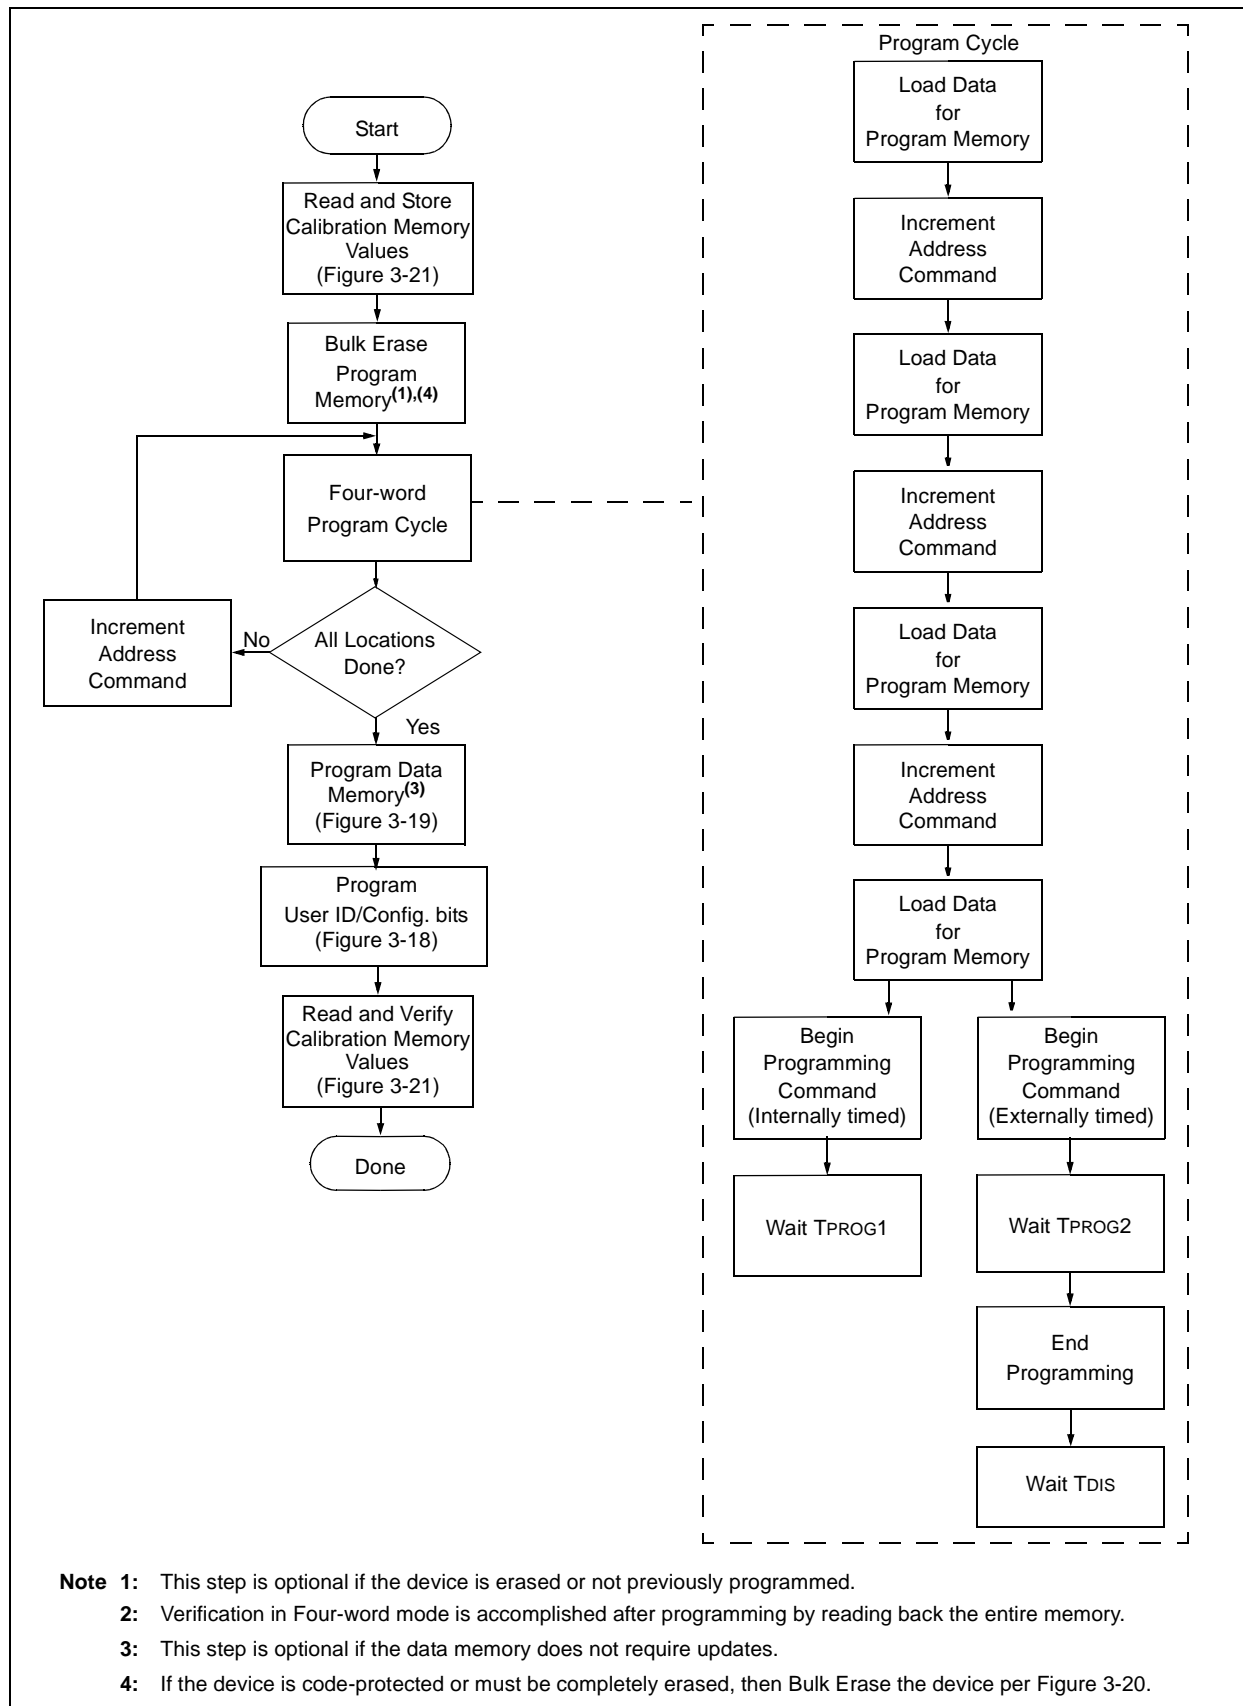 Start
Read and Store
Calibration Memory
Values
(Figure 3-21)
Bulk Erase
Program
Memory(1),(4)
Four-word
Program Cycle
All Locations
Done?
No
Increment
Address
Command
Yes
Program Data
Memory(3)
(Figure 3-19)
Program
User ID/Config. bits
(Figure 3-18)
Read and Verify
Calibration Memory
Values
(Figure 3-21)
Done
Program Cycle
Load Data
for
Program Memory
Increment
Address
Command
Load Data
for
Program Memory
Increment
Address
Command
Load Data
for
Program Memory
Increment
Address
Command
Load Data
for
Program Memory
Begin
Programming
Command
(Internally timed)
Wait TPROG1
Begin
Programming
Command
(Externally timed)
Wait TPROG2
End
Programming
Wait TDIS
Note 1: This step is optional if the device is erased or not previously programmed.
2: Verification in Four-word mode is accomplished after programming by reading back the entire memory.
3: This step is optional if the data memory does not require updates.
4: If the device is code-protected or must be completely erased, then Bulk Erase the device per Figure 3-20.